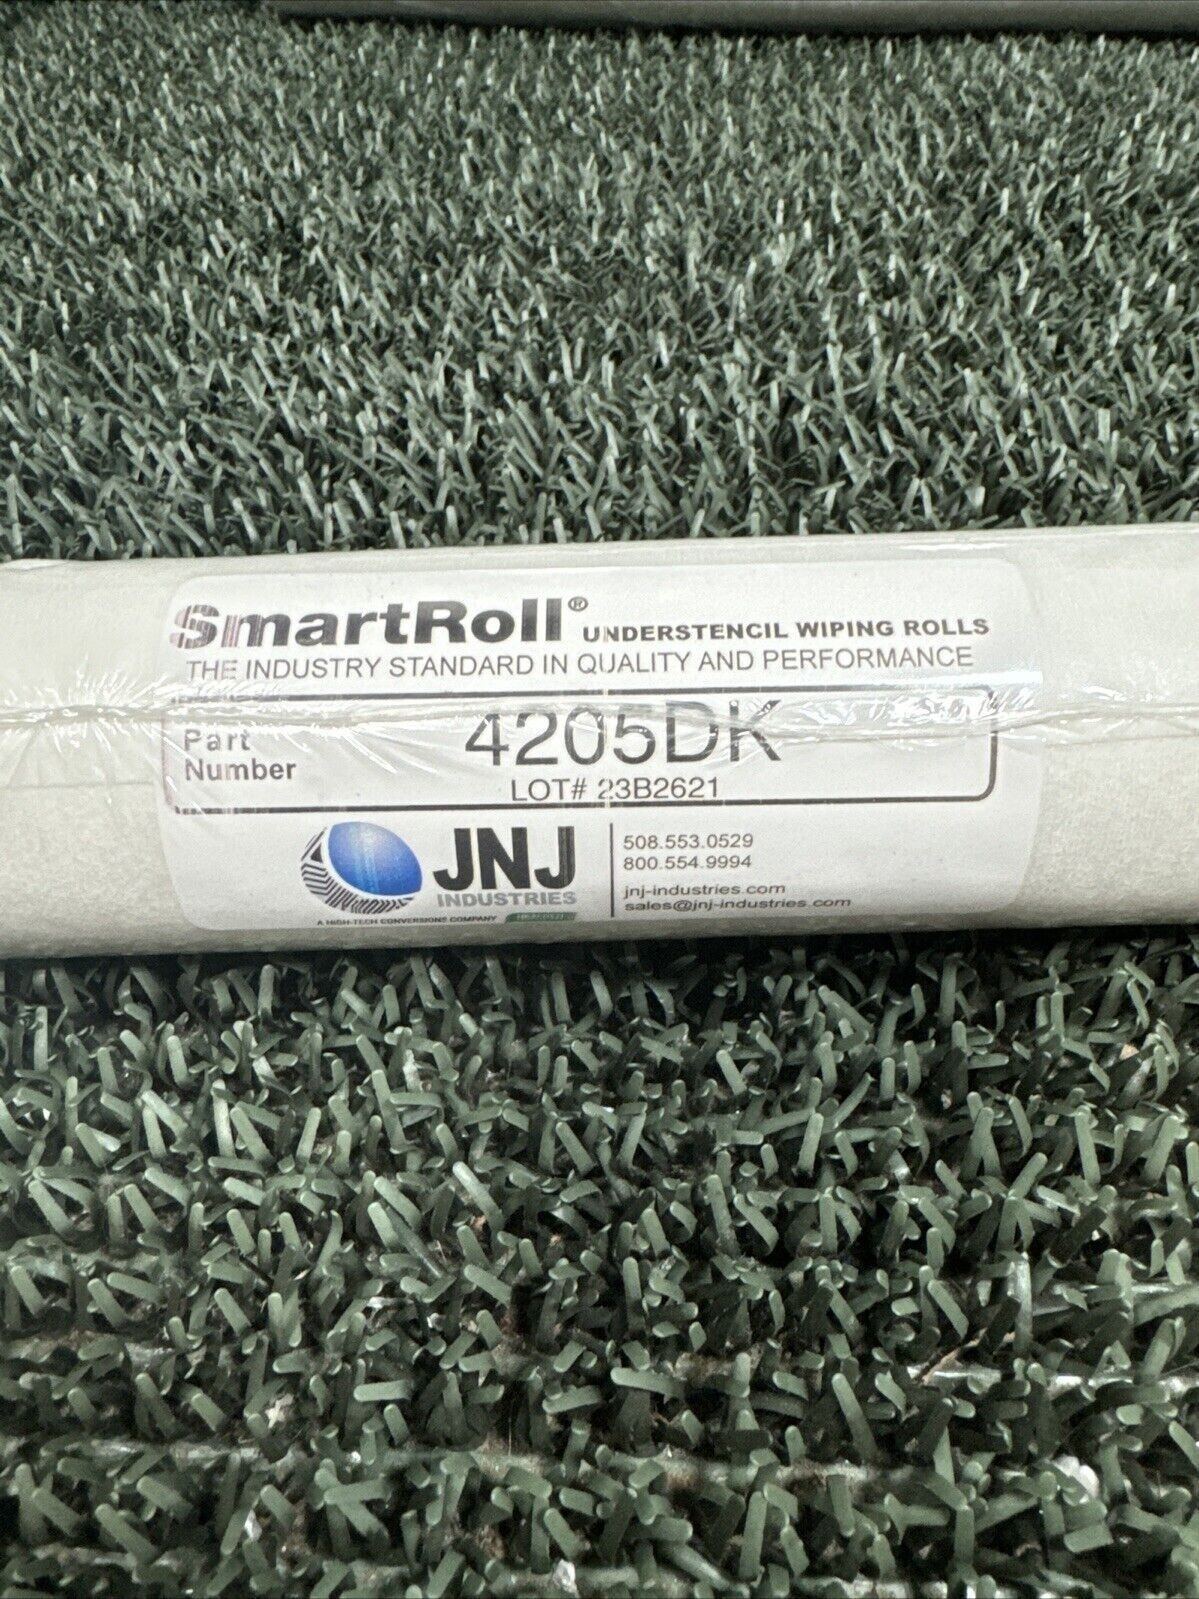 SmartRoll® UNDERSTENCIL WIPING ROLLS
THE INDUSTRY STANDARD IN QUALITY AND PERFORMANCE
Part Number
4205DK
LOT# 23B2621
JNJ
INDUSTRIES
A HIGH-TECH CONVERSIONS COMPANY
508.553.0529
800.554.9994
jnj-industries.com
sales@jnj-industries.com